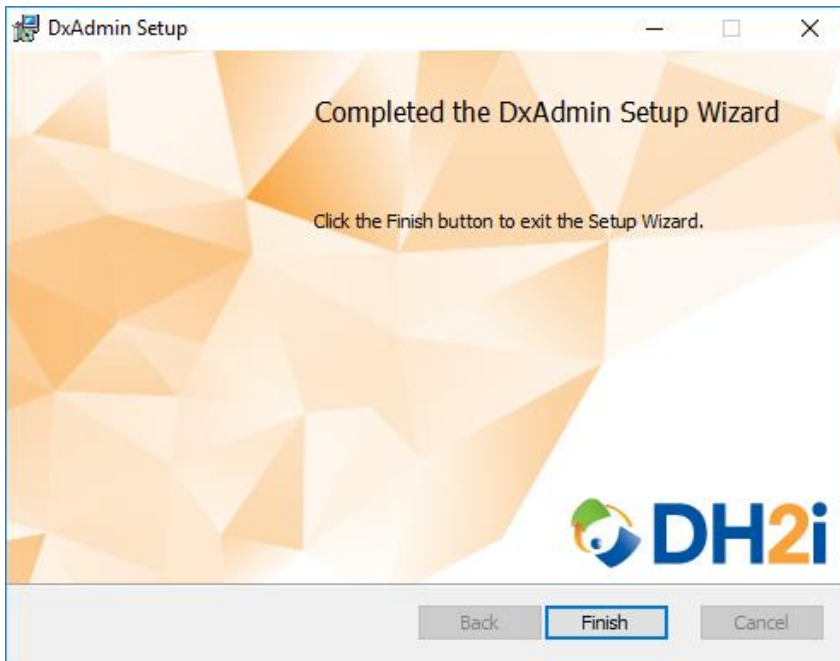 DxAdmin Setup
Completed the DxAdmin Setup Wizard
Click the Finish button to exit the Setup Wizard.
DH2i
Back Finish Cancel